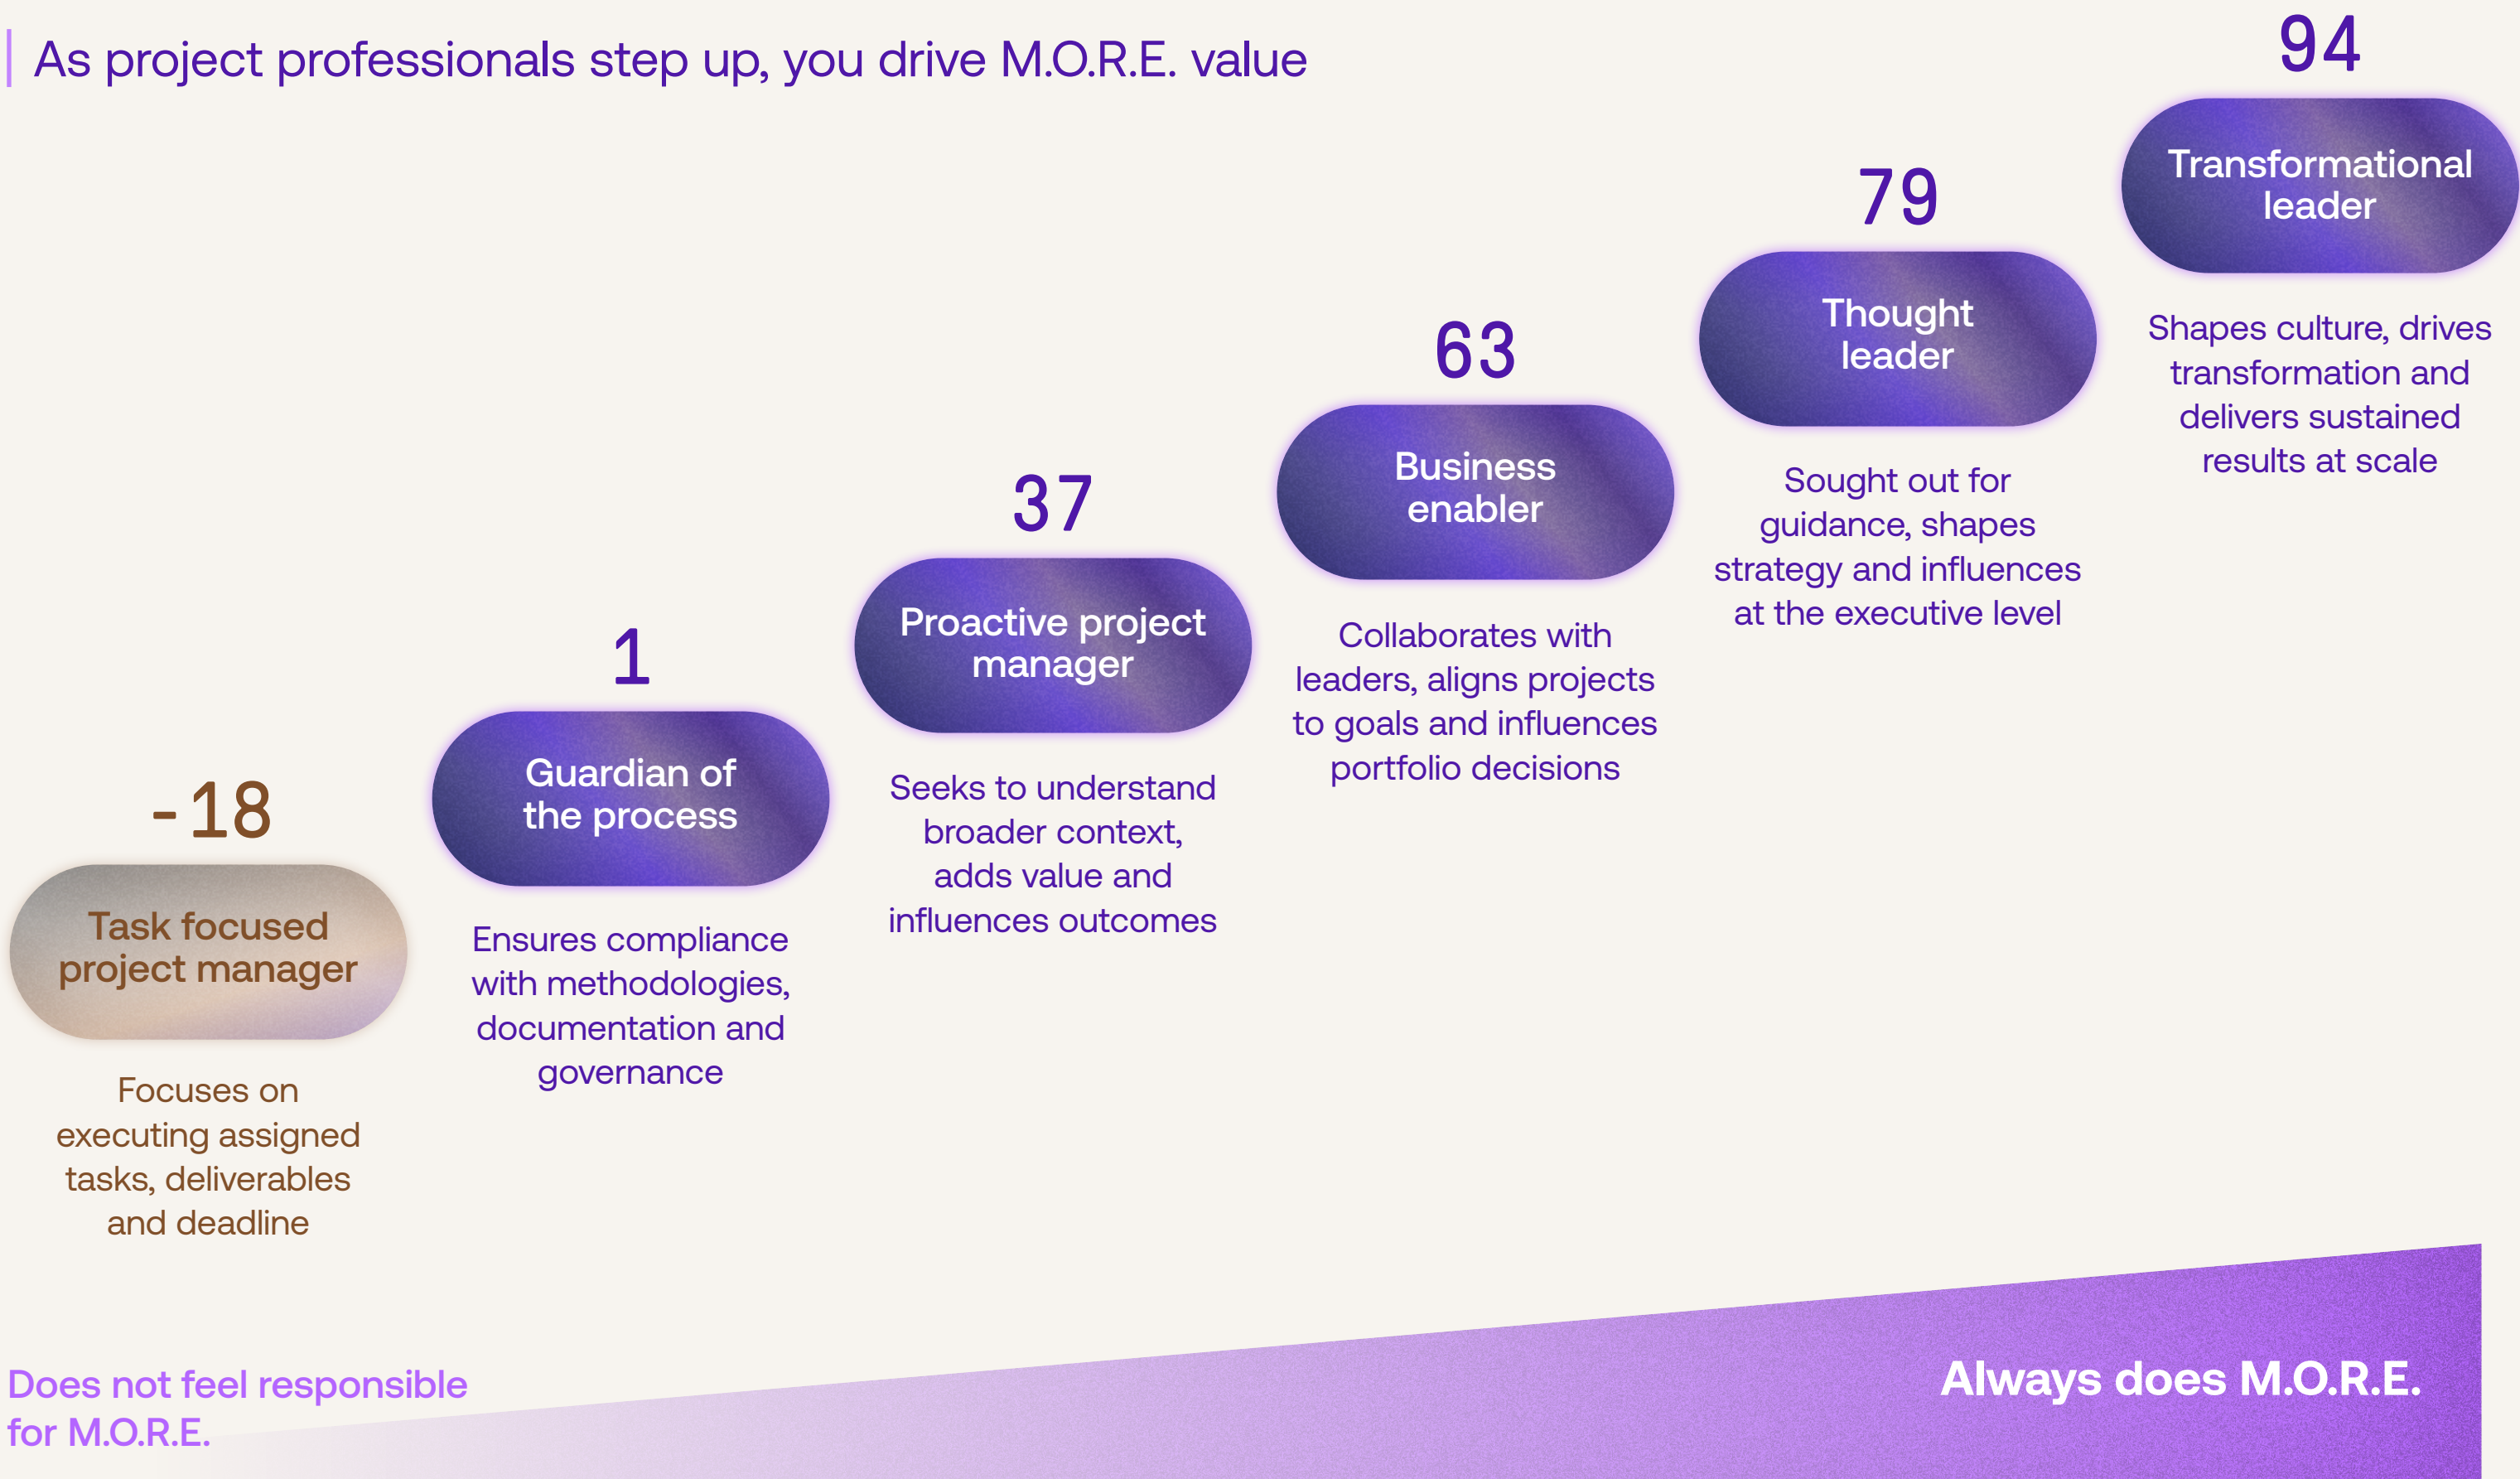 As project professionals step up, you drive M.O.R.E. value
-18
Task focused
project manager
Focuses on
executing assigned
tasks, deliverables
and deadline
1
Guardian of
the process
Ensures compliance
with methodologies,
documentation and
governance
37
Proactive project
manager
Seeks to understand
broader context,
adds value and
influences outcomes
63
Business
enabler
Collaborates with
leaders, aligns projects
to goals and influences
portfolio decisions
79
Thought
leader
Sought out for
guidance, shapes
strategy and influences
at the executive level
94
Transformational
leader
Shapes culture, drives
transformation and
delivers sustained
results at scale
Does not feel responsible
for M.O.R.E.
Always does M.O.R.E.